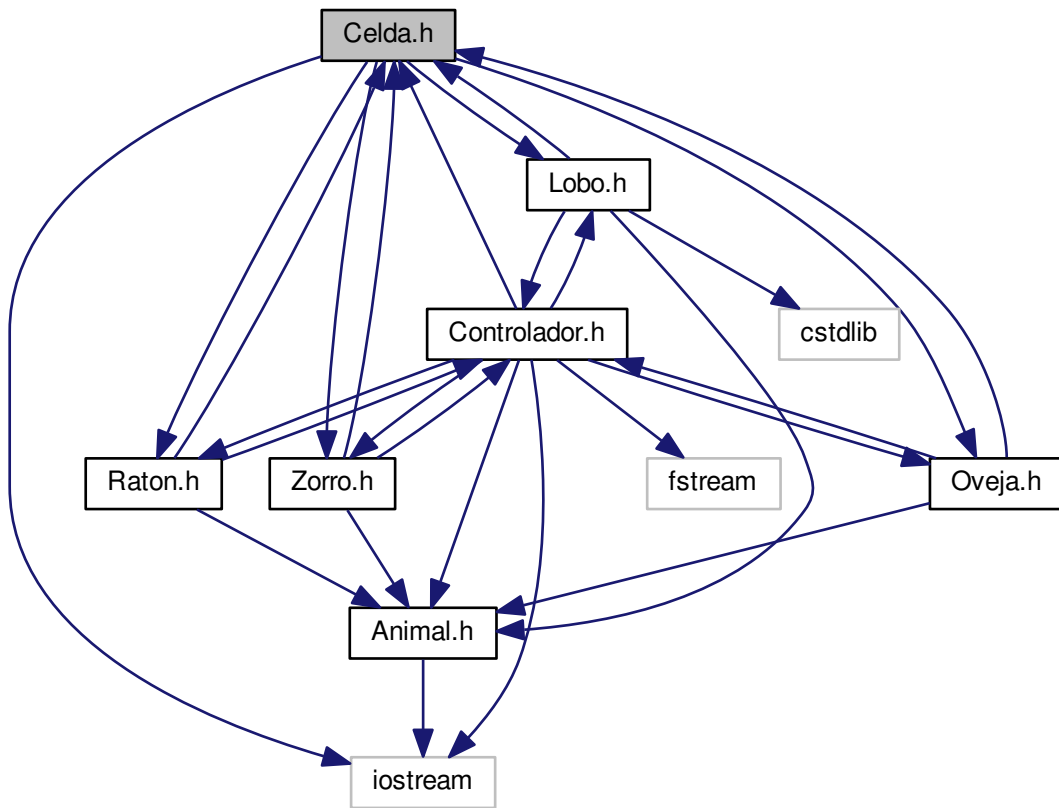 Celda.h
Lobo.h
Controlador.h
cstdlib
Raton.h
Zorro.h
fstream
Oveja.h
Animal.h
iostream